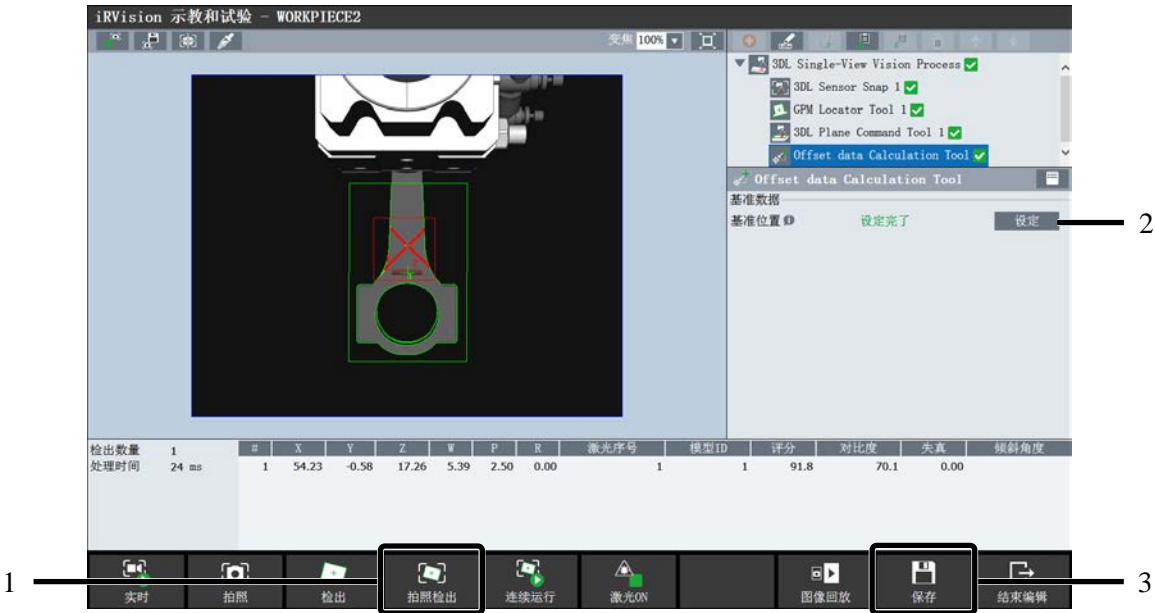 iRVision 示教和试验 - WORKPIECE2
变焦 100%
3DL Single-View Vision Process
3DL Sensor Snap 1
GPM Locator Tool 1
3DL Plane Command Tool 1
Offset data Calculation Tool
Offset data Calculation Tool
基准数据
基准位置 设定完了 设定
2
检出数量 1
处理时间 24 ms
# X Y Z W P R 激光序号 模型ID 评分 对比度 失真 倾斜角度
1 54.23 -0.58 17.26 5.39 2.50 0.00 1 1 91.8 70.1 0.00
1
实时 拍照 检出 拍照检出 连续运行 激光ON 图像回放 保存 结束编辑
3